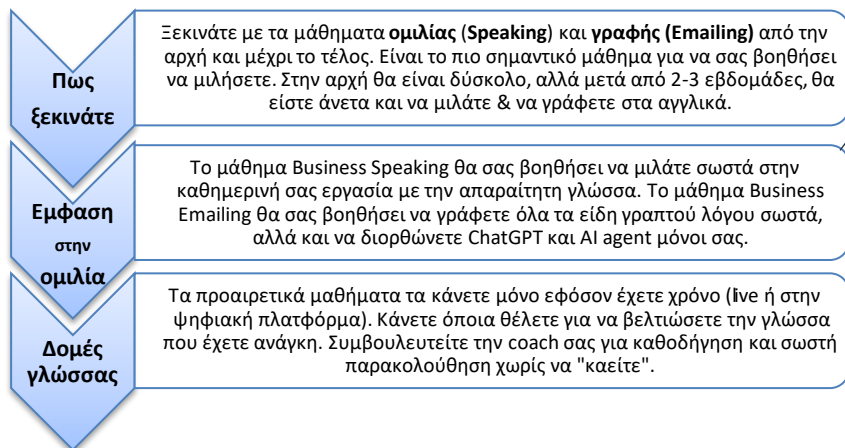 Πως
ξεκινάτε
Ξεκινάτε με τα μάθηματα ομιλίας (Speaking) και γραφής (Emailing) από την
αρχή και μέχρι το τέλος. Είναι το πιο σημαντικό μάθημα για να σας βοηθήσει
να μιλήσετε. Στην αρχή θα είναι δύσκολο, αλλά μετά από 2-3 εβδομάδες, θα
είστε άνετα και να μιλάτε & να γράφετε στα αγγλικά.
Εμφαση
στην
ομιλία
Το μάθημα Business Speaking θα σας βοηθήσει να μιλάτε σωστά στην
καθημερινή σας εργασία με την απαραίτητη γλώσσα. Το μάθημα Business
Emailing θα σας βοηθήσει να γράφετε όλα τα είδη γραπτού λόγου σωστά,
αλλά και να διορθώνετε ChatGPT και AI agent μόνοι σας.
Δομές
γλώσσας
Τα προαιρετικά μαθήματα τα κάνετε μόνο εφόσον έχετε χρόνο (live ή στην
ψηφιακή πλατφόρμα). Κάνετε όποια θέλετε για να βελτιώσετε την γλώσσα
που έχετε ανάγκη. Συμβουλευτείτε την coach σας για καθοδήγηση και σωστή
παρακολούθηση χωρίς να "καείτε".